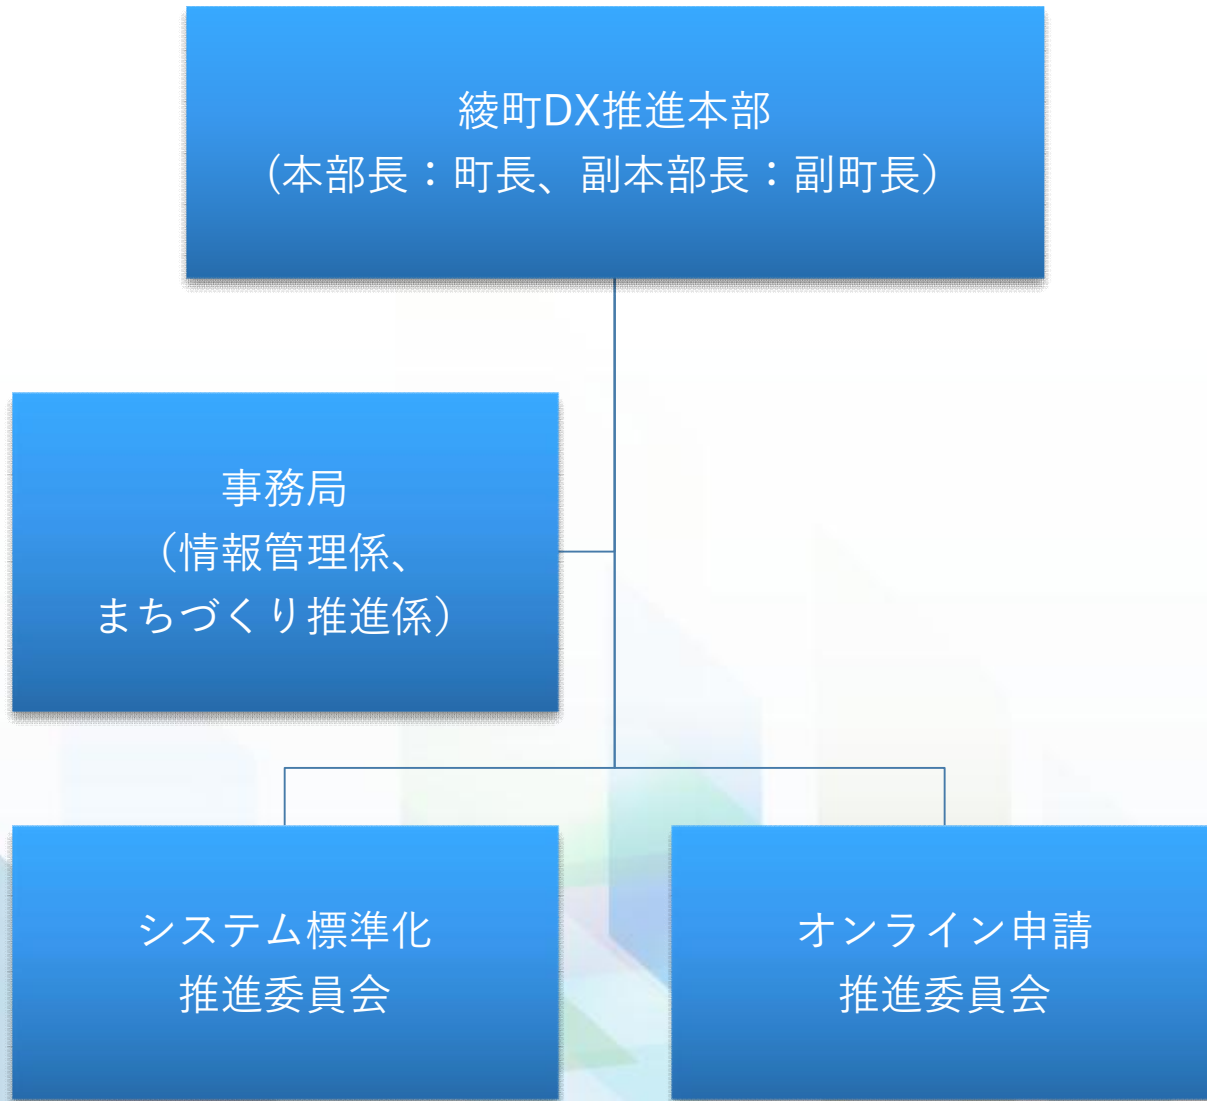 綾町DX推進本部
（本部長：町長、副本部長：副町長）
事務局
（情報管理係、
まちづくり推進係）
システム標準化
推進委員会
オンライン申請
推進委員会